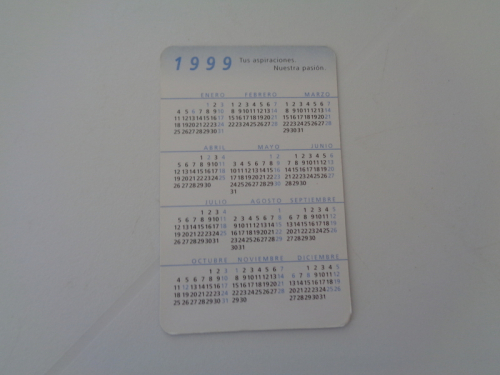 1999 Tus aspiraciones.
Nuestra pasión.
ENERO FEBRERO MARZO
1 2 3 1 2 3 4 5 6 7 1 2 3 4 5 6 7
4 5 6 7 8 9 10 8 9 10 11 12 13 14 8 9 10 11 12 13 14
11 12 13 14 15 16 17 15 16 17 18 19 20 21 15 16 17 18 19 20 21
18 19 20 21 22 23 24 22 23 24 25 26 27 28 22 23 24 25 26 27 28
25 26 27 28 29 30 31 29 30 31
ABRIL MAYO JUNIO
1 2 3 4 1 2 1 2 3 4 5 6
5 6 7 8 9 10 11 3 4 5 6 7 8 9 7 8 9 10 11 12 13
12 13 14 15 16 17 18 10 11 12 13 14 15 16 14 15 16 17 18 19 20
19 20 21 22 23 24 25 17 18 19 20 21 22 23 21 22 23 24 25 26 27
26 27 28 29 30 24 25 26 27 28 29 30 28 29 30
31
JULIO AGOSTO SEPTIEMBRE
1 2 3 4 1 1 2 3 4 5
5 6 7 8 9 10 11 2 3 4 5 6 7 8 6 7 8 9 10 11 12
12 13 14 15 16 17 18 9 10 11 12 13 14 15 13 14 15 16 17 18 19
19 20 21 22 23 24 25 16 17 18 19 20 21 22 20 21 22 23 24 25 26
26 27 28 29 30 31 23 24 25 26 27 28 29 27 28 29 30
30 31
OCTUBRE NOVIEMBRE DICIEMBRE
1 2 3 1 2 3 4 5 6 7 1 2 3 4 5
4 5 6 7 8 9 10 8 9 10 11 12 13 14 6 7 8 9 10 11 12
11 12 13 14 15 16 17 15 16 17 18 19 20 21 13 14 15 16 17 18 19
18 19 20 21 22 23 24 22 23 24 25 26 27 28 20 21 22 23 24 25 26
25 26 27 28 29 30 31 29 30 27 28 29 30 31